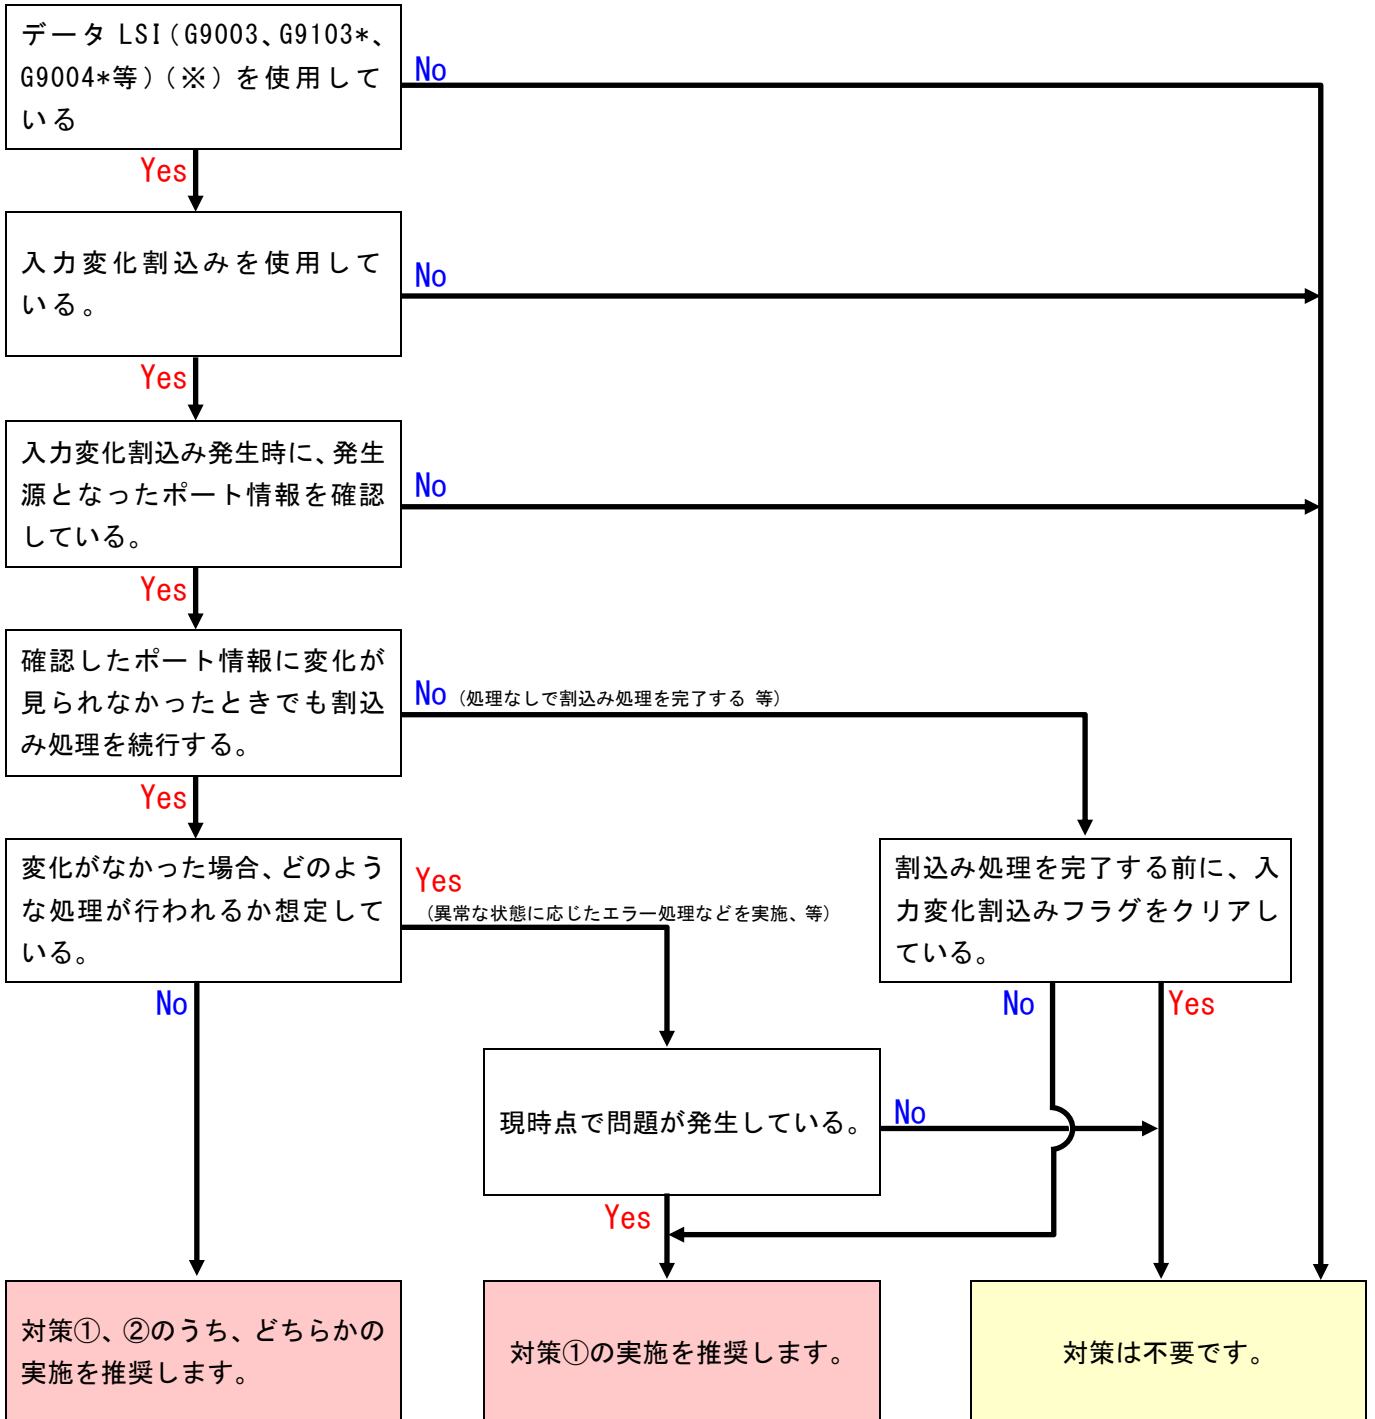 データ LSI(G9003、G9103*、
G9004*等)(※)を使用して
いる
No
Yes
入力変化割込みを使用して
いる。
No
Yes
入力変化割込み発生時に、発生
源となったポート情報を確認
している。
No
Yes
確認したポート情報に変化が
見られなかったときでも割込
み処理を続行する。
No (処理なしで割込み処理を完了する 等)
Yes
変化がなかった場合、どのよう
な処理が行われるか想定して
いる。
Yes
(異常な状態に応じたエラー処理などを実施、等)
割込み処理を完了する前に、入
力変化割込みフラグをクリアし
ている。
No
No
Yes
現時点で問題が発生している。
No
Yes
対策①、②のうち、どちらかの
実施を推奨します。
対策①の実施を推奨します。
対策は不要です。